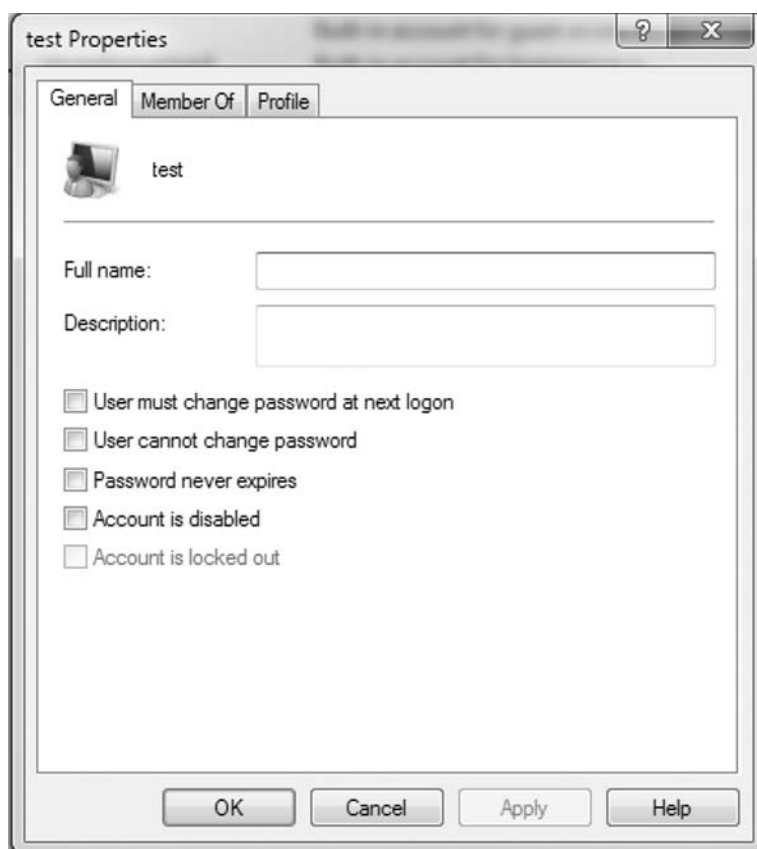 test Properties
General Member Of Profile
test
Full name:
Description:
User must change password at next logon
User cannot change password
Password never expires
Account is disabled
Account is locked out
OK Cancel Apply Help